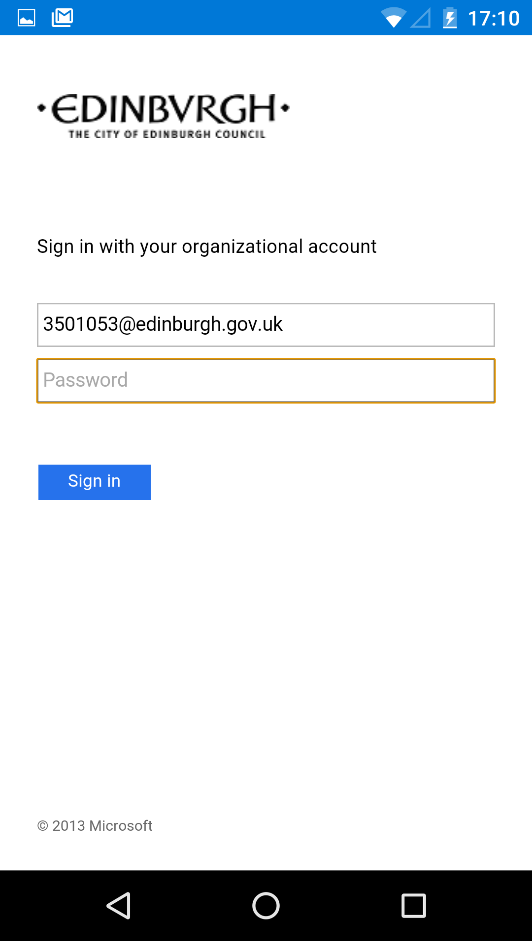 17:10
·EDINBVRGH·
THE CITY OF EDINBURGH COUNCIL
Sign in with your organizational account
3501053@edinburgh.gov.uk
Password
Sign in
© 2013 Microsoft